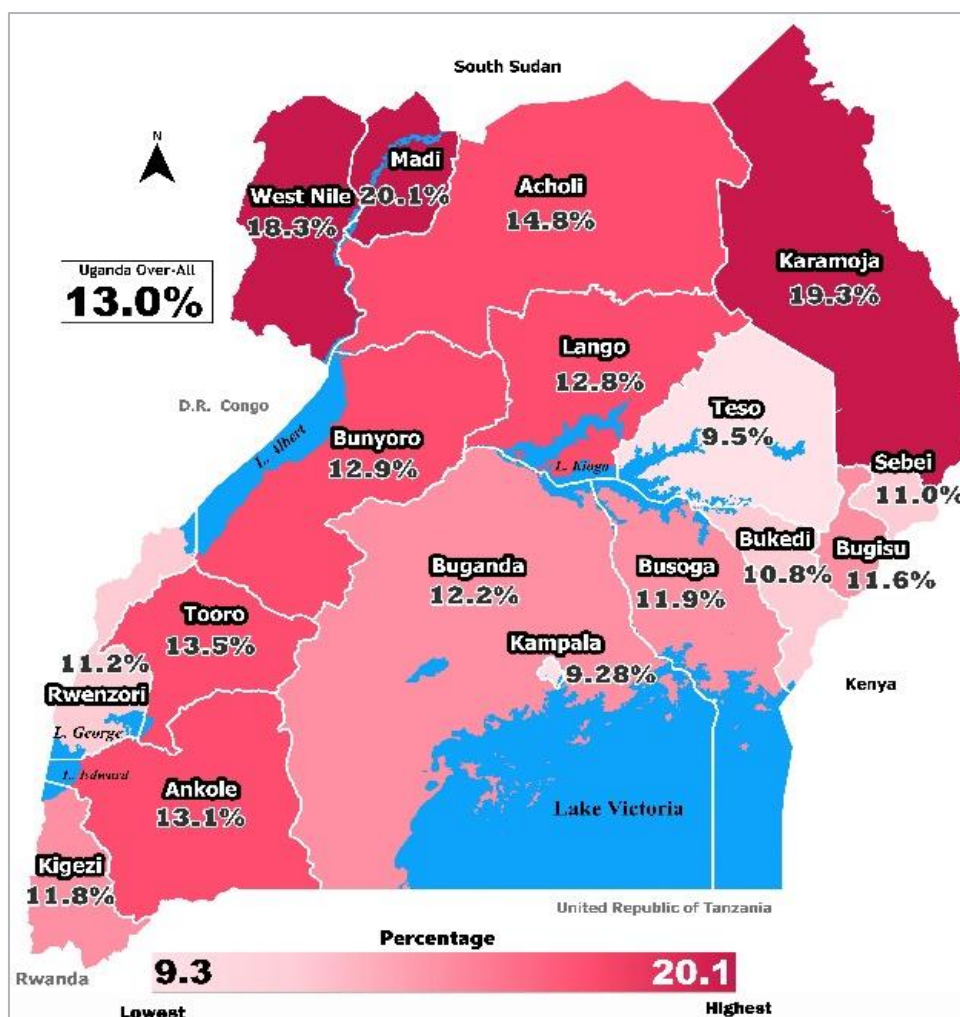 South Sudan
N
Madi
20.1%
West Nile
18.3%
Acholi
14.8%
Karamoja
19.3%
Uganda Over-All
13.0%
Lango
12.8%
D.R. Congo
Teso
9.5%
L. Albert
Bunyoro
12.9%
L. Kioga
Sebei
11.0%
Bukedi
10.8%
Bugisu
11.6%
Buganda
12.2%
Busoga
11.9%
Tooro
13.5%
Kampala
9.28%
11.2%
Rwenzori
Kenya
L. George
L. Edward
Ankole
13.1%
Lake Victoria
Kigezi
11.8%
United Republic of Tanzania
Percentage
Rwanda
9.3
20.1
Lowest
Highest